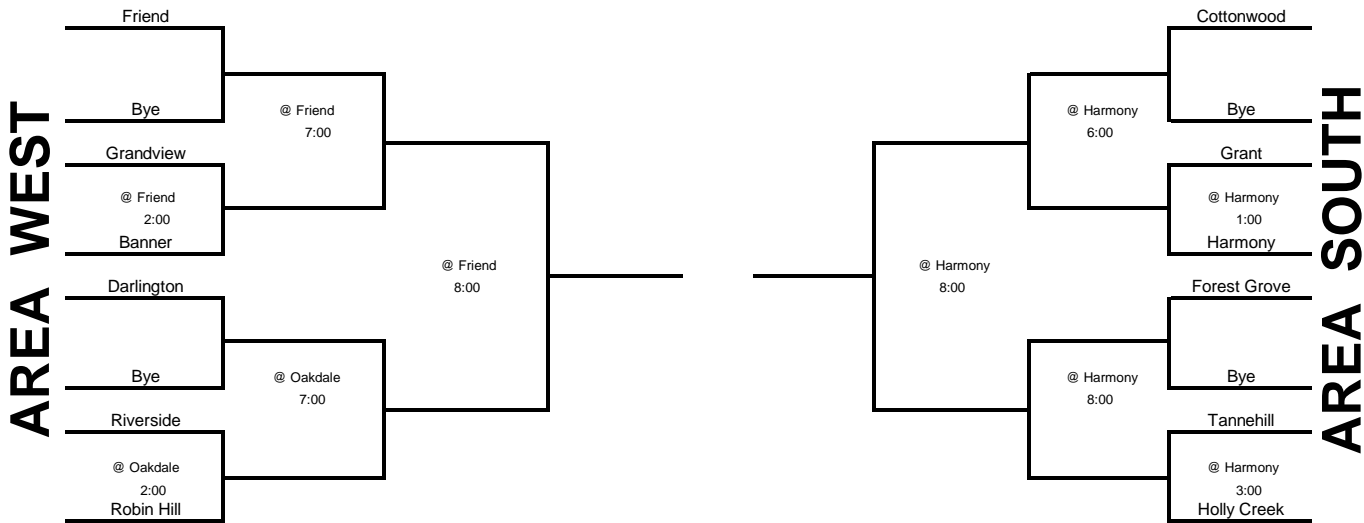 AREA WEST
Friend
Bye
@ Friend
7:00
Grandview
@ Friend
2:00
Banner
@ Friend
8:00
Darlington
Bye
@ Oakdale
7:00
Riverside
@ Oakdale
2:00
Robin Hill
Cottonwood
@ Harmony
6:00
Bye
Grant
@ Harmony
1:00
Harmony
@ Harmony
8:00
Forest Grove
@ Harmony
8:00
Bye
Tannehill
@ Harmony
3:00
Holly Creek
AREA SOUTH